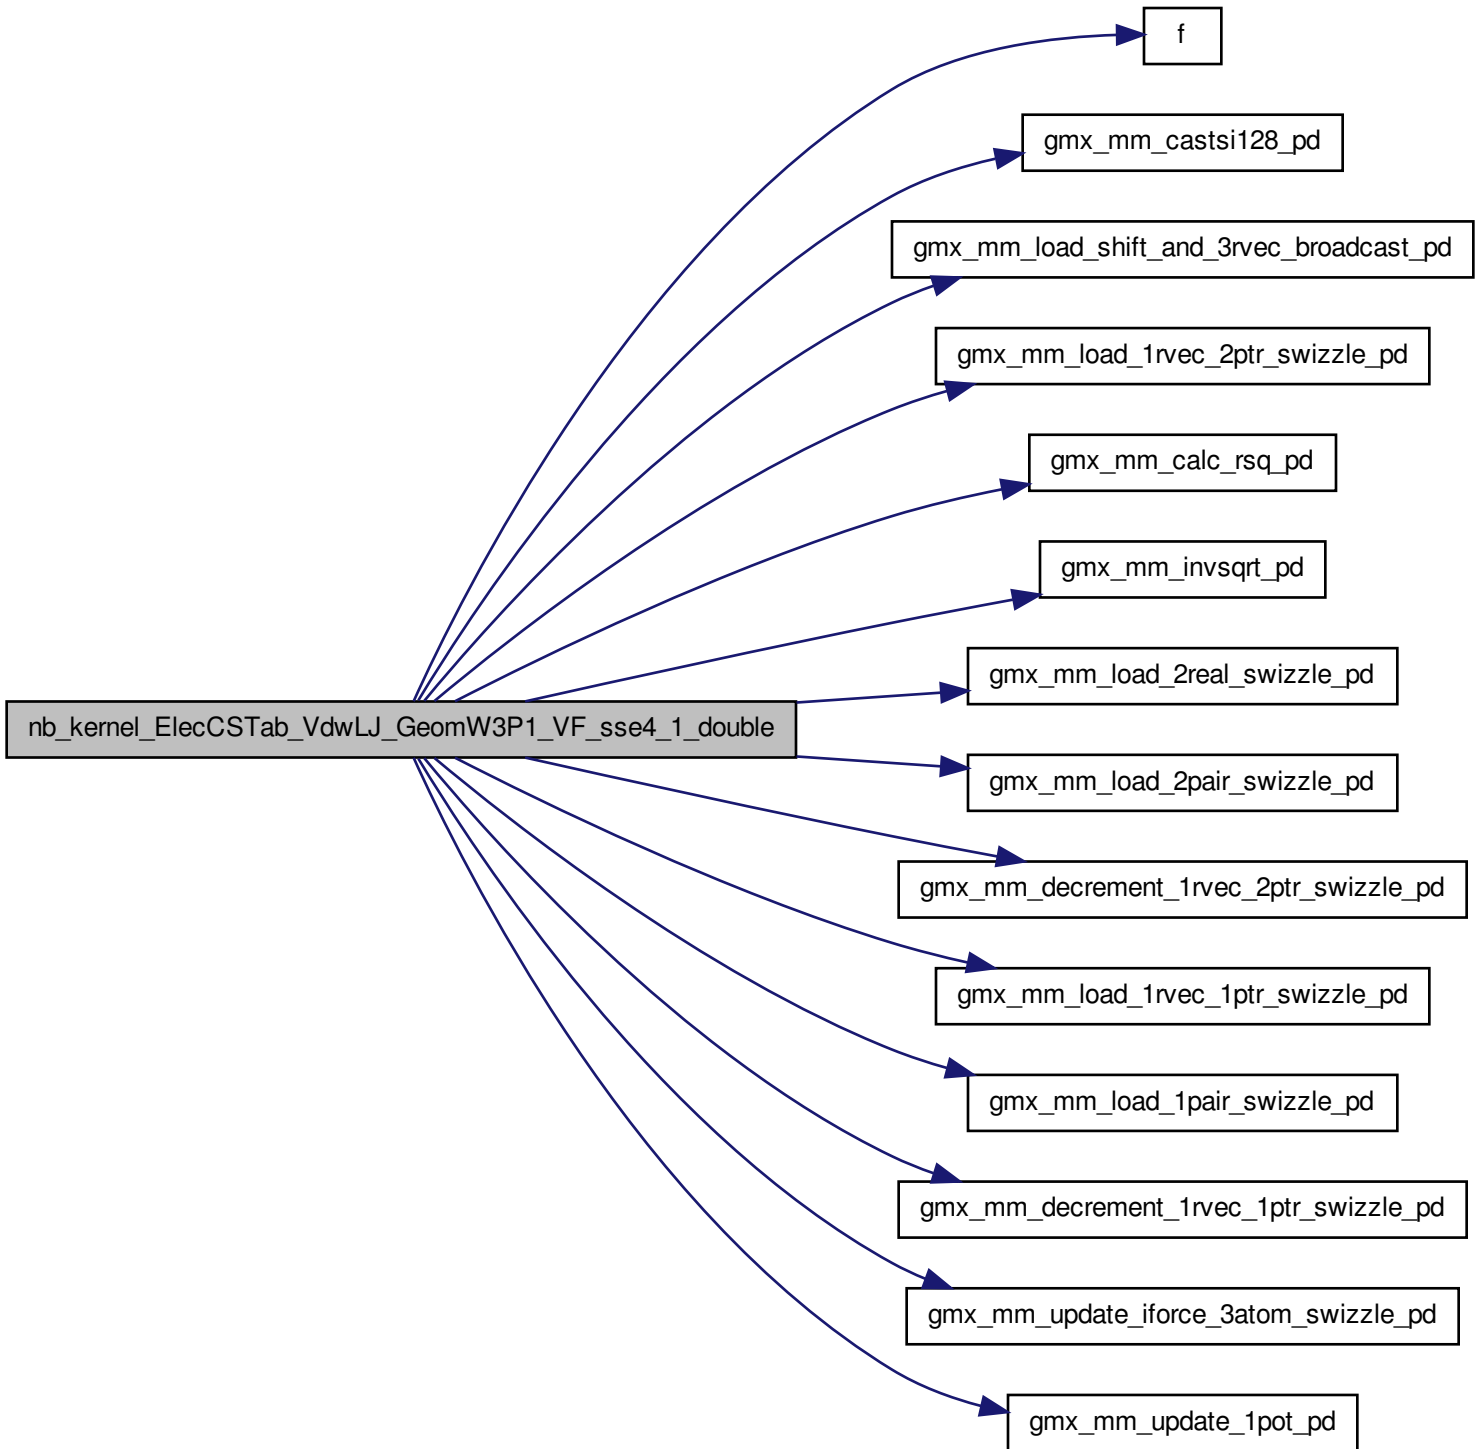 f
gmx_mm_castsi128_pd
gmx_mm_load_shift_and_3rvec_broadcast_pd
gmx_mm_load_1rvec_2ptr_swizzle_pd
gmx_mm_calc_rsq_pd
gmx_mm_invsqrt_pd
gmx_mm_load_2real_swizzle_pd
nb_kernel_ElecCSTab_VdwLJ_GeomW3P1_VF_sse4_1_double
gmx_mm_load_2pair_swizzle_pd
gmx_mm_decrement_1rvec_2ptr_swizzle_pd
gmx_mm_load_1rvec_1ptr_swizzle_pd
gmx_mm_load_1pair_swizzle_pd
gmx_mm_decrement_1rvec_1ptr_swizzle_pd
gmx_mm_update_iforce_3atom_swizzle_pd
gmx_mm_update_1pot_pd